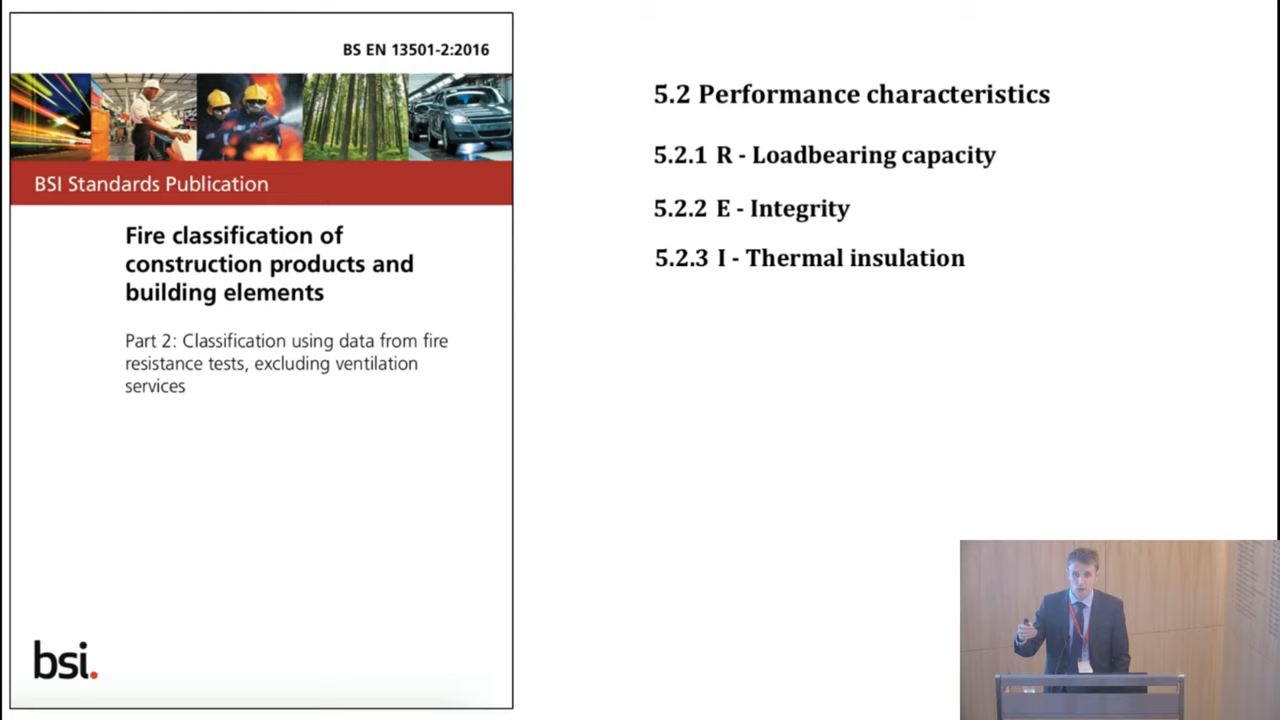 BS EN 13501-2:2016
BSI Standards Publication
Fire classification of
construction products and
building elements
Part 2: Classification using data from fire
resistance tests, excluding ventilation
services
bsi.
5.2 Performance characteristics
5.2.1 R - Loadbearing capacity
5.2.2 E - Integrity
5.2.3 I - Thermal insulation